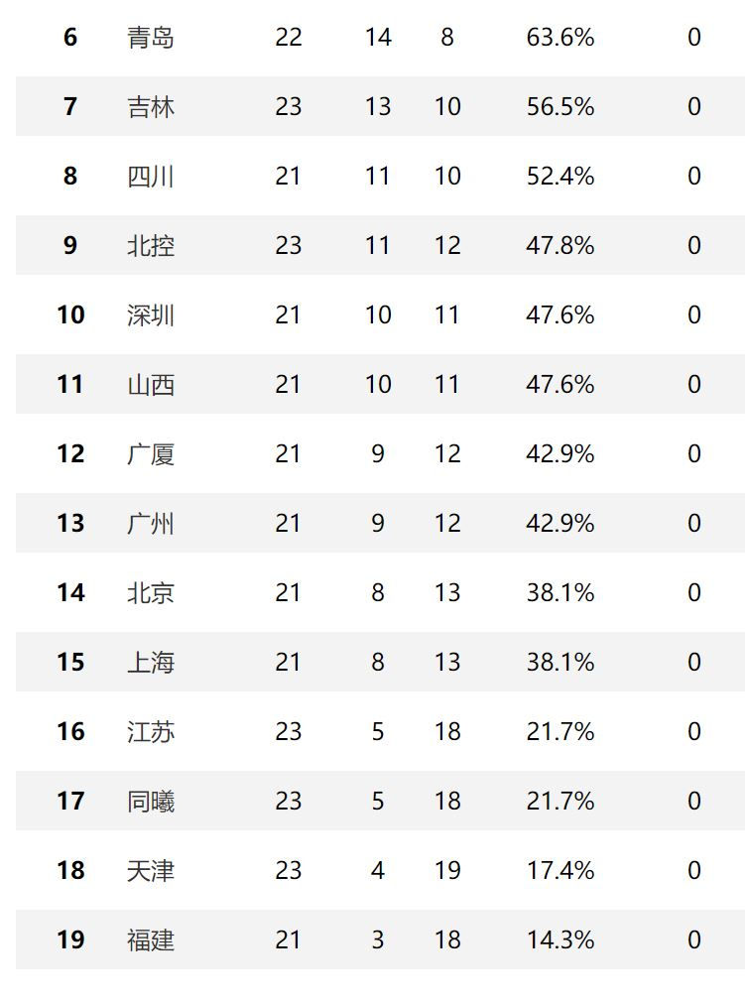 6 青岛 22 14 8 63.6% 0
7 吉林 23 13 10 56.5% 0
8 四川 21 11 10 52.4% 0
9 北控 23 11 12 47.8% 0
10 深圳 21 10 11 47.6% 0
11 山西 21 10 11 47.6% 0
12 广厦 21 9 12 42.9% 0
13 广州 21 9 12 42.9% 0
14 北京 21 8 13 38.1% 0
15 上海 21 8 13 38.1% 0
16 江苏 23 5 18 21.7% 0
17 同曦 23 5 18 21.7% 0
18 天津 23 4 19 17.4% 0
19 福建 21 3 18 14.3% 0